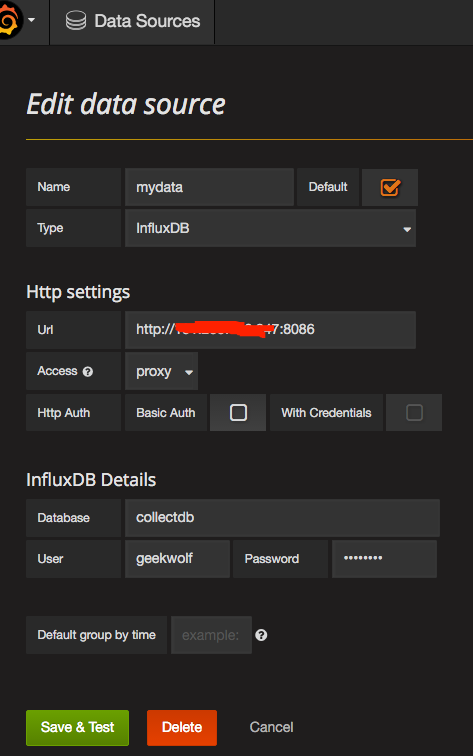 Data Sources
Edit data source
Name mydata Default
Type InfluxDB
Http settings
Url http:// 47:8086
Access proxy
Http Auth Basic Auth With Credentials
InfluxDB Details
Database collectdb
User geekwolf Password ••••••••
Default group by time example:
Save & Test Delete Cancel